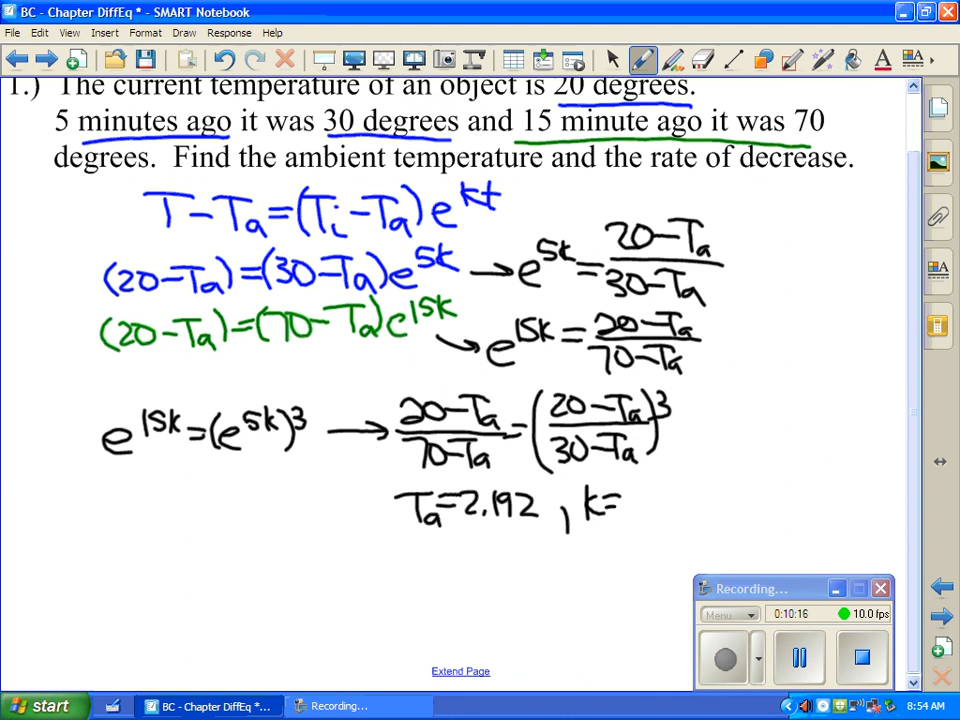 BC - Chapter DiffEq * - SMART Notebook
File Edit View Insert Format Draw Response Help
1.) The current temperature of an object is 20 degrees.
5 minutes ago it was 30 degrees and 15 minute ago it was 70
degrees. Find the ambient temperature and the rate of decrease.
T-Ta=(Ti-Ta)e^kt
(20-Ta)=(30-Ta)e^5k → e^5k = (20-Ta)/(30-Ta)
(20-Ta)=(70-Ta)e^15k → e^15k = (20-Ta)/(70-Ta)
e^15k=(e^5k)^3 → (20-Ta)/(70-Ta) = ((20-Ta)/(30-Ta))^3
Ta=2.192 , k=
Recording...
Menu 0:10:16 10.0 fps
Extend Page
start BC - Chapter DiffEq *... Recording... 8:54 AM